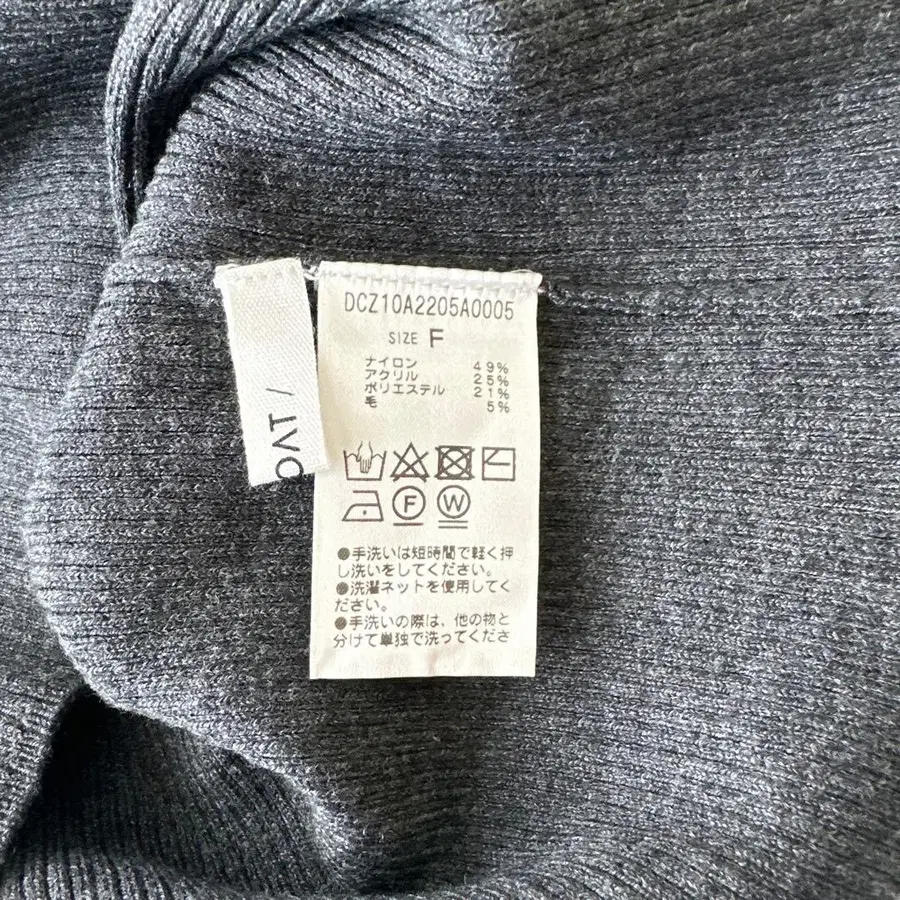 DCZ10A2205A0005
SIZE F
ナイロン 49%
アクリル 25%
ポリエステル 21%
毛 5%
F W
●手洗いは短時間で軽く押
し洗いをしてください。
●洗濯ネットを使用してく
ださい。
●手洗いの際は、他の物と
分けて単独で洗ってくださ
OAT /